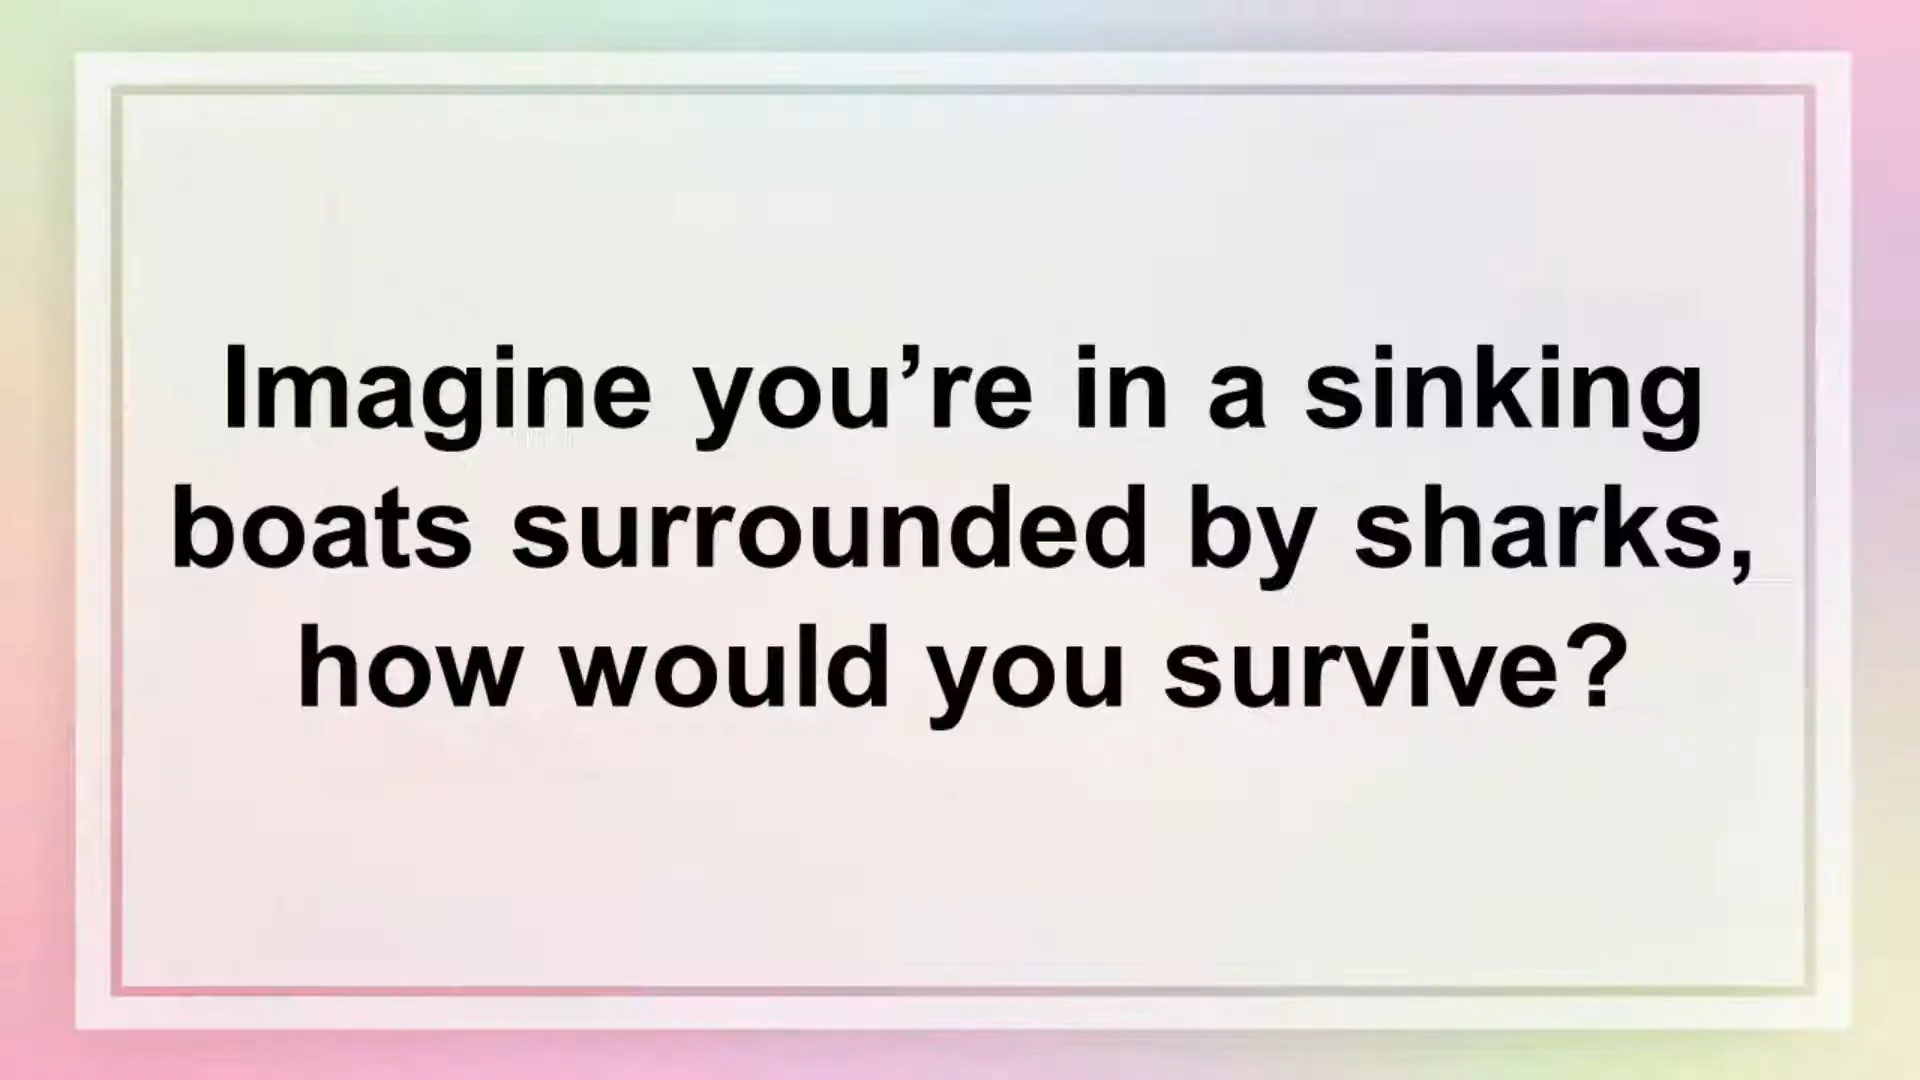 Imagine you’re in a sinking
boats surrounded by sharks,
how would you survive?